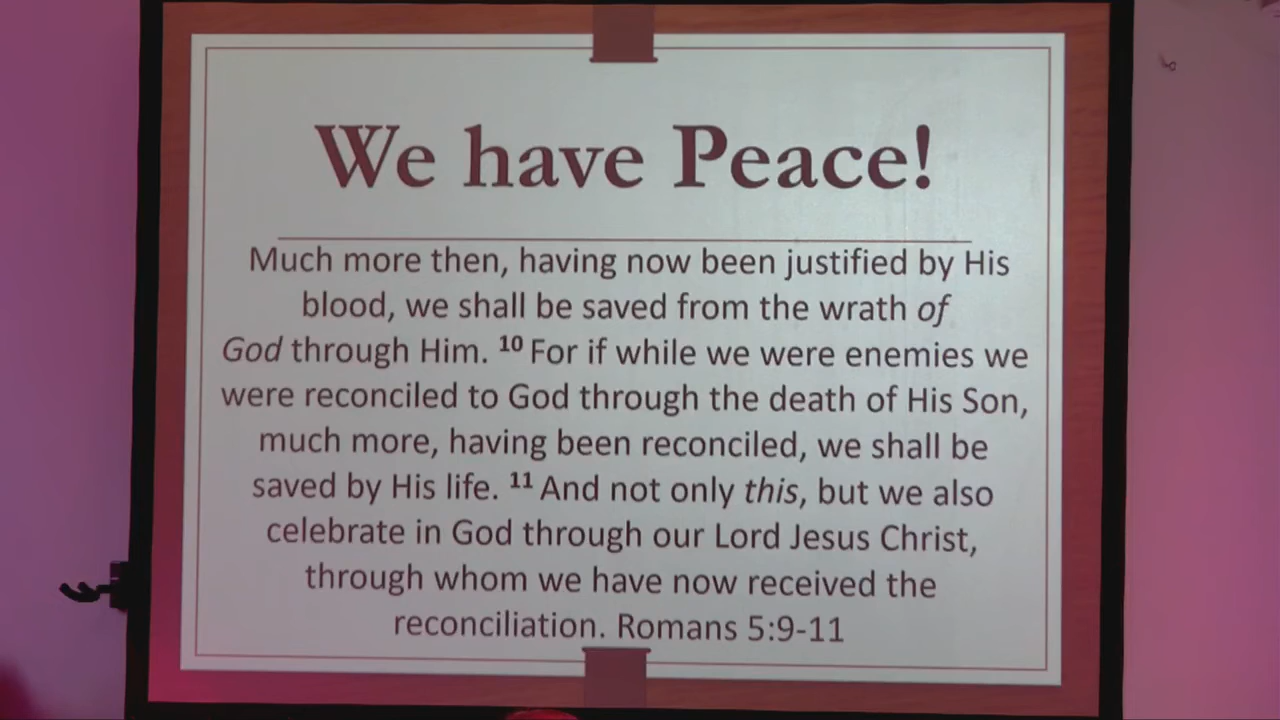 We have Peace!
Much more then, having now been justified by His
blood, we shall be saved from the wrath of
God through Him. 10 For if while we were enemies we
were reconciled to God through the death of His Son,
much more, having been reconciled, we shall be
saved by His life. 11 And not only this, but we also
celebrate in God through our Lord Jesus Christ,
through whom we have now received the
reconciliation. Romans 5:9-11